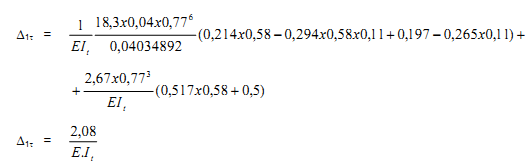 Δ₁τ = 1/EIₜ 18,3x0,04x0,77⁶/0,04034892 (0,214x0,58 − 0,294x0,58x0,11 + 0,197 − 0,265x0,11) +
+ 2,67x0,77³/EIₜ (0,517x0,58 + 0,5)
Δ₁τ = 2,08/E.Iₜ